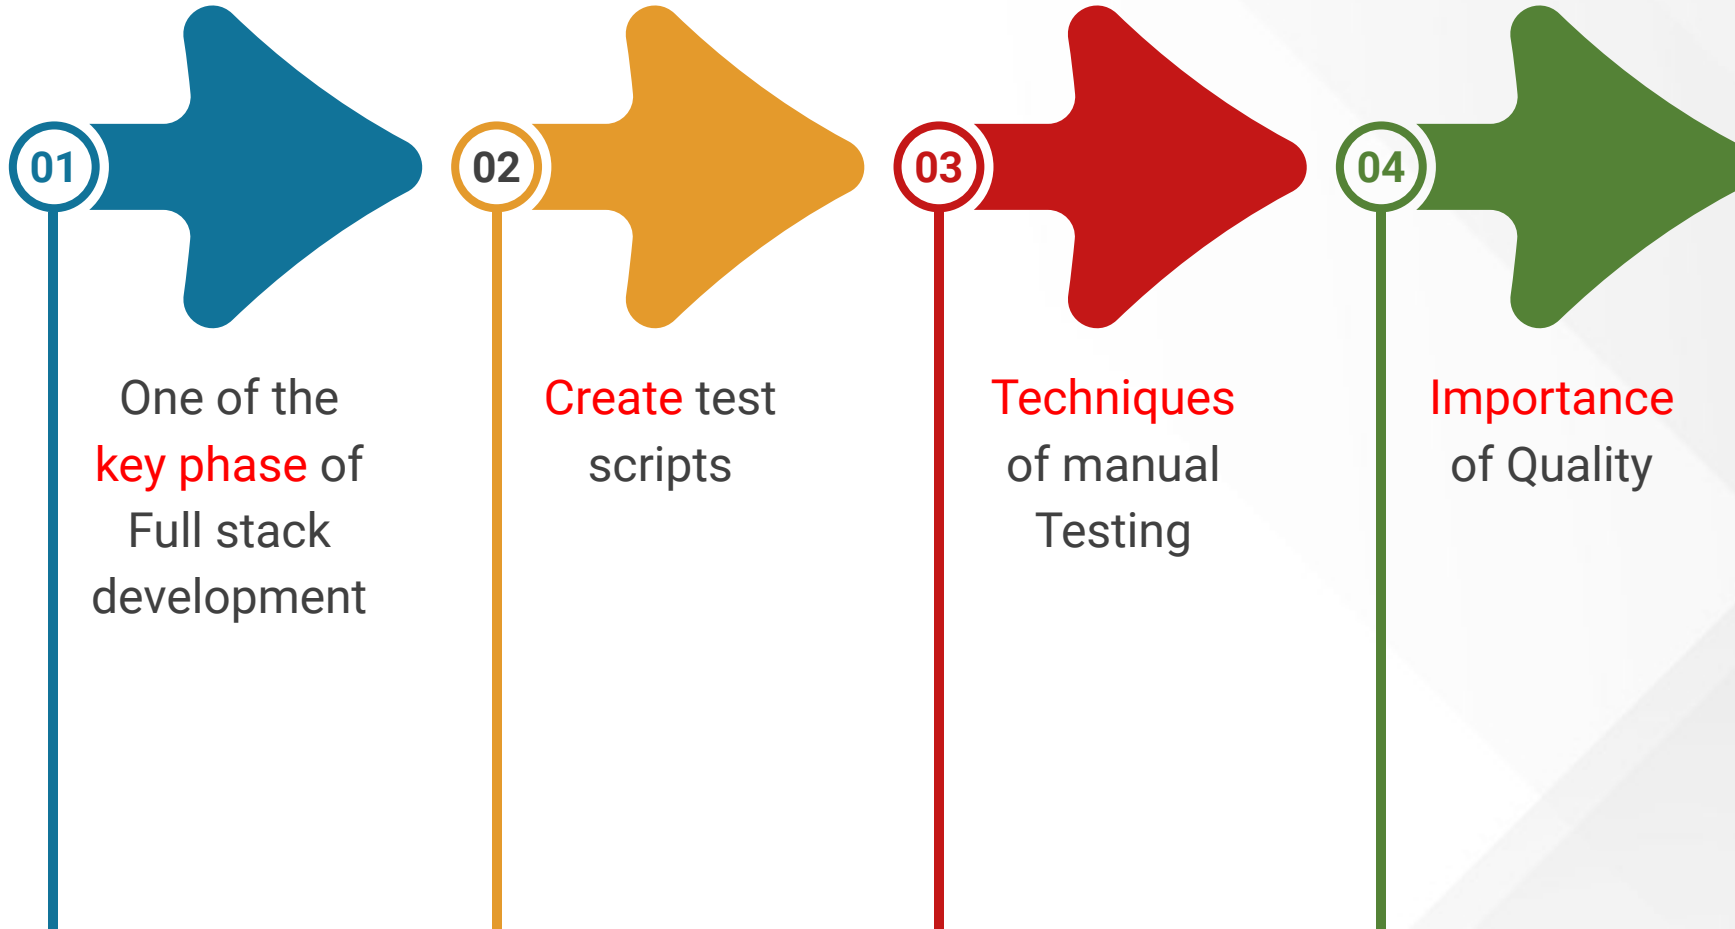 01
One of the
key phase of
Full stack
development
02
Create test
scripts
03
Techniques
of manual
Testing
04
Importance
of Quality